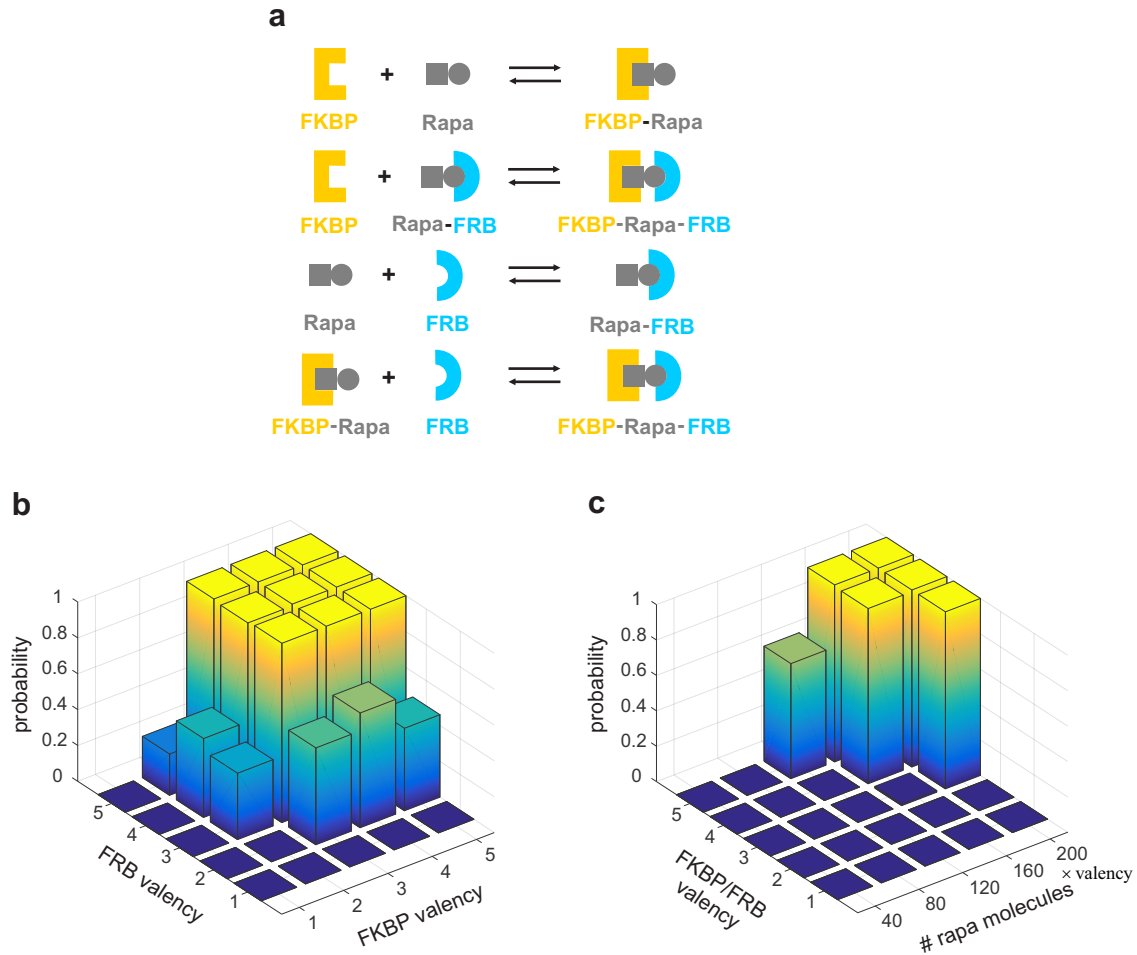 a
+
FKBP Rapa FKBP-Rapa
+
FKBP Rapa-FRB FKBP-Rapa-FRB
+
Rapa FRB Rapa-FRB
+
FKBP-Rapa FRB FKBP-Rapa-FRB
b
probability
1
0.8
0.6
0.4
0.2
0
5
4
3
2
1
FRB valency
1
2
3
4
5
FKBP valency
c
probability
1
0.8
0.6
0.4
0.2
0
5
4
3
2
1
FKBP/FRB
valency
40
80
120
160
200
× valency
# rapa molecules